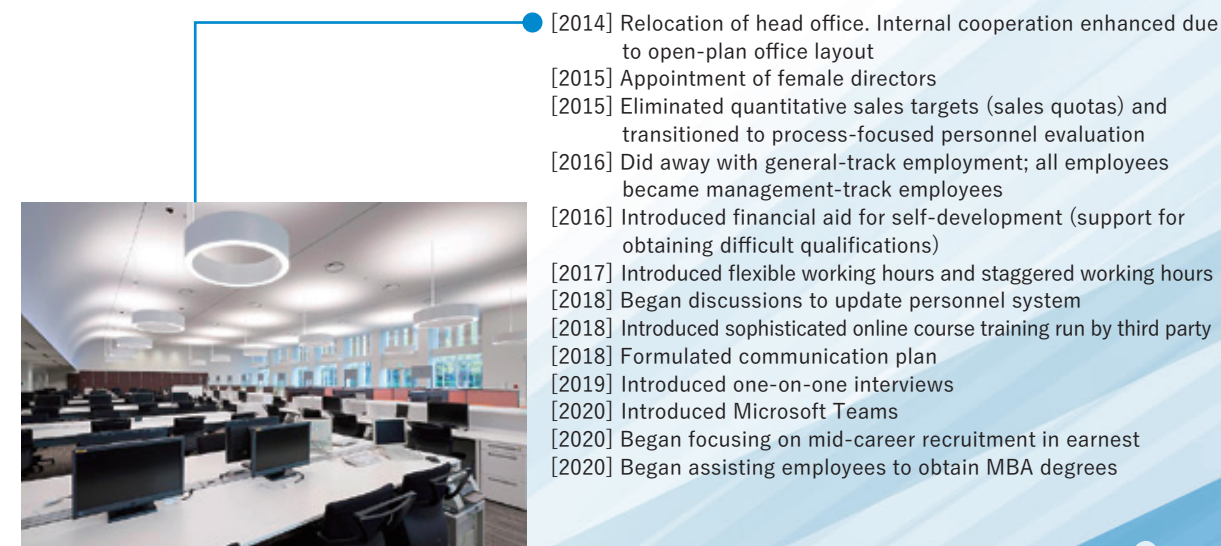 [2014] Relocation of head office. Internal cooperation enhanced due
to open-plan office layout
[2015] Appointment of female directors
[2015] Eliminated quantitative sales targets (sales quotas) and
transitioned to process-focused personnel evaluation
[2016] Did away with general-track employment; all employees
became management-track employees
[2016] Introduced financial aid for self-development (support for
obtaining difficult qualifications)
[2017] Introduced flexible working hours and staggered working hours
[2018] Began discussions to update personnel system
[2018] Introduced sophisticated online course training run by third party
[2018] Formulated communication plan
[2019] Introduced one-on-one interviews
[2020] Introduced Microsoft Teams
[2020] Began focusing on mid-career recruitment in earnest
[2020] Began assisting employees to obtain MBA degrees